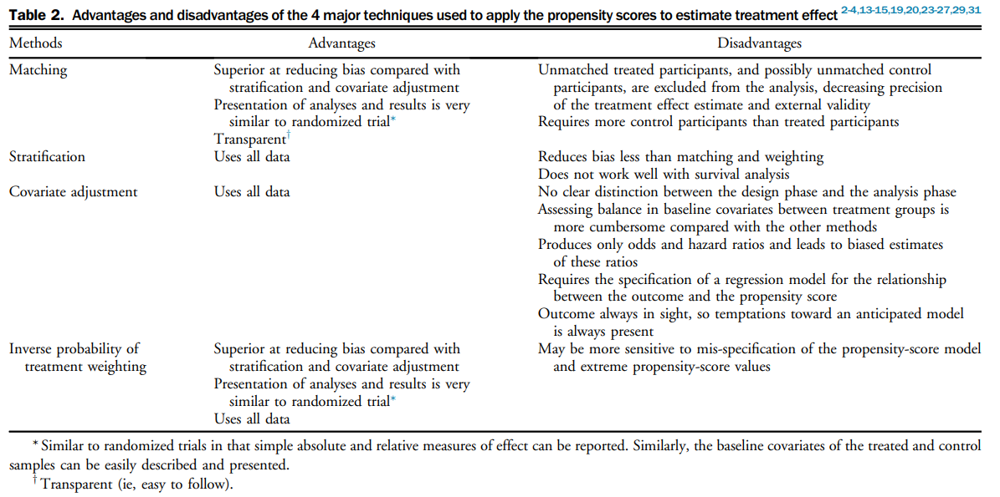 Table 2. Advantages and disadvantages of the 4 major techniques used to apply the propensity scores to estimate treatment effect 2-4,13-15,19,20,23-27,29,31
Methods Advantages Disadvantages
Matching Superior at reducing bias compared with Unmatched treated participants, and possibly unmatched control
stratification and covariate adjustment participants, are excluded from the analysis, decreasing precision
Presentation of analyses and results is very of the treatment effect estimate and external validity
similar to randomized trial* Requires more control participants than treated participants
Transparent†
Stratification Uses all data Reduces bias less than matching and weighting
Does not work well with survival analysis
Covariate adjustment Uses all data No clear distinction between the design phase and the analysis phase
Assessing balance in baseline covariates between treatment groups is
more cumbersome compared with the other methods
Produces only odds and hazard ratios and leads to biased estimates
of these ratios
Requires the specification of a regression model for the relationship
between the outcome and the propensity score
Outcome always in sight, so temptations toward an anticipated model
is always present
Inverse probability of Superior at reducing bias compared with May be more sensitive to mis-specification of the propensity-score model
treatment weighting stratification and covariate adjustment and extreme propensity-score values
Presentation of analyses and results is very
similar to randomized trial*
Uses all data
* Similar to randomized trials in that simple absolute and relative measures of effect can be reported. Similarly, the baseline covariates of the treated and control
samples can be easily described and presented.
† Transparent (ie, easy to follow).